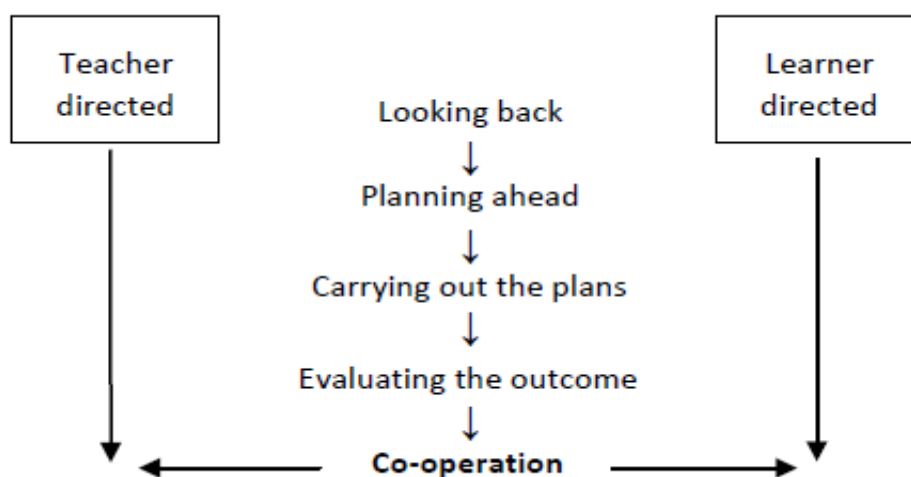 Teacher
directed
Learner
directed
Looking back
↓
Planning ahead
↓
Carrying out the plans
↓
Evaluating the outcome
↓
Co-operation